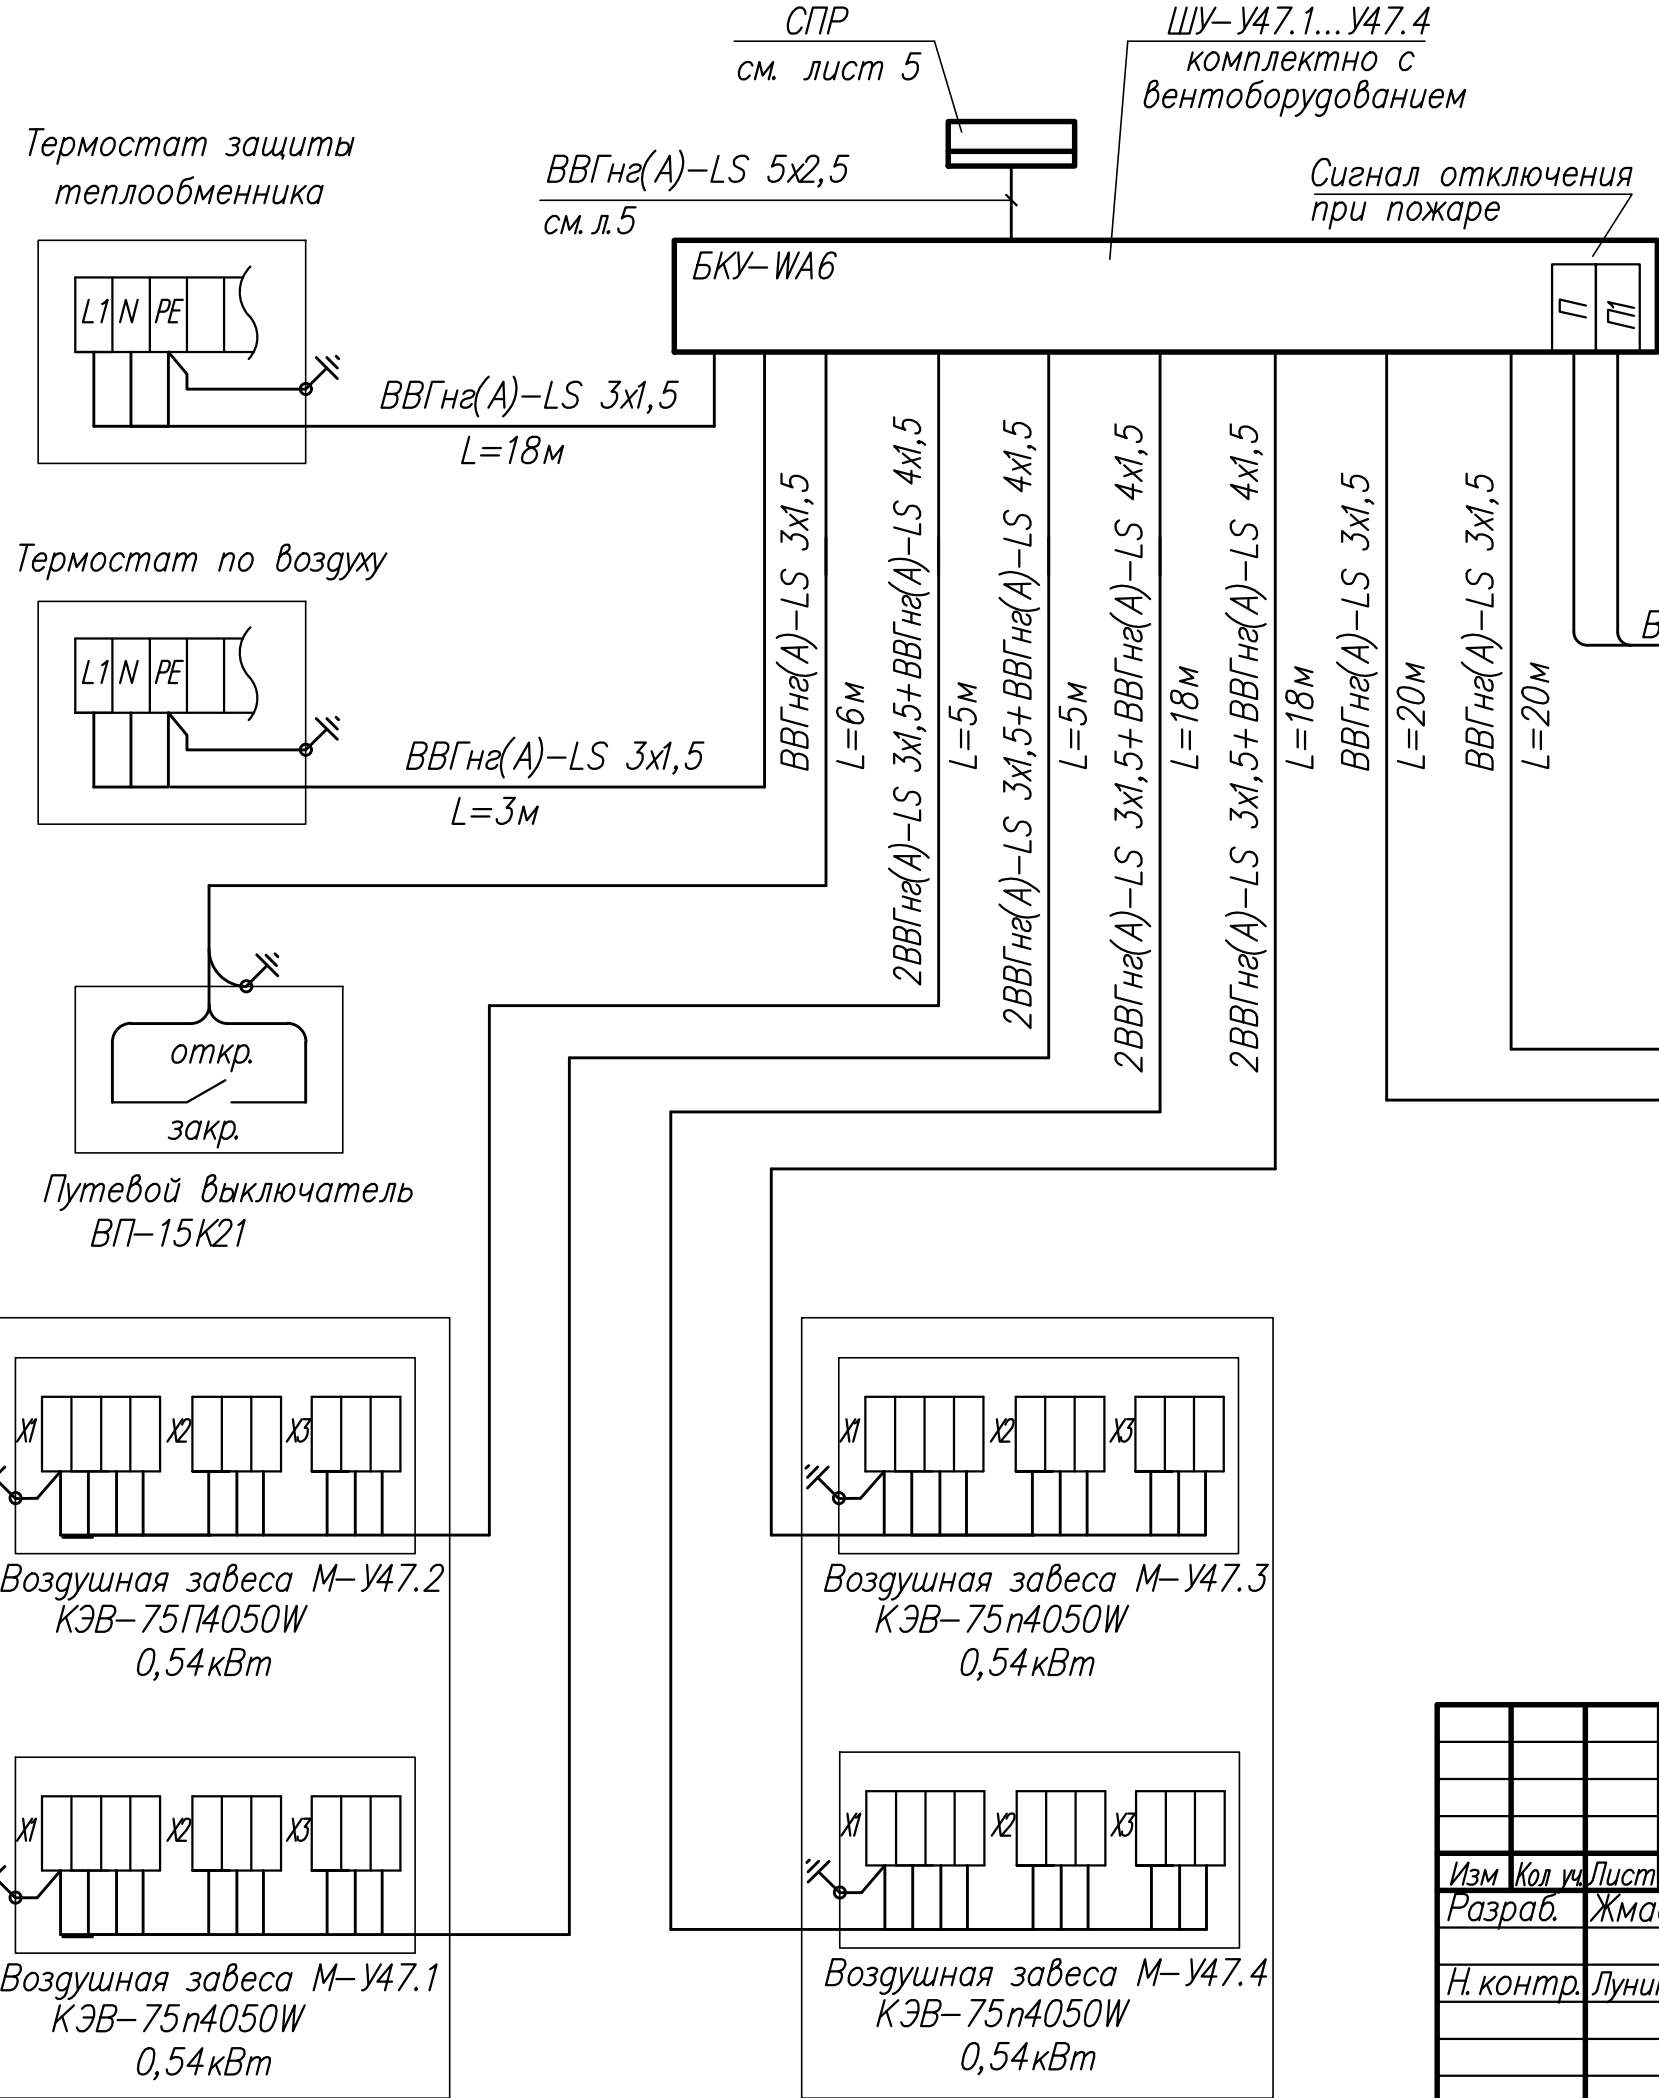 СПР
см. лист 5
ШУ-У47.1...У47.4
комплектно с
вентоборудованием
Термостат защиты
теплообменника
ВВГнг(А)-LS 5х2,5
см.л.5
Сигнал отключения
при пожаре
БКУ-WA6
П
П1
L1 N PE
ВВГнг(А)-LS 3х1,5
L=18м
Термостат по воздуху
L1 N PE
ВВГнг(А)-LS 3х1,5
L=3м
ВВГнг(А)-LS 3х1,5
L=6м
2ВВГнг(А)-LS 3х1,5+ВВГнг(А)-LS 4х1,5
L=5м
2ВВГнг(А)-LS 3х1,5+ВВГнг(А)-LS 4х1,5
L=5м
2ВВГнг(А)-LS 3х1,5+ВВГнг(А)-LS 4х1,5
L=18м
2ВВГнг(А)-LS 3х1,5+ВВГнг(А)-LS 4х1,5
L=18м
ВВГнг(А)-LS 3х1,5
L=20м
ВВГнг(А)-LS 3х1,5
L=20м
откр.
закр.
Путевой выключатель
ВП-15К21
Х1 Х2 Х3
Воздушная завеса М-У47.2
КЭВ-75П4050W
0,54кВт
Х1 Х2 Х3
Воздушная завеса М-У47.3
КЭВ-75п4050W
0,54кВт
Х1 Х2 Х3
Воздушная завеса М-У47.1
КЭВ-75п4050W
0,54кВт
Х1 Х2 Х3
Воздушная завеса М-У47.4
КЭВ-75п4050W
0,54кВт
Изм Кол уч. Лист
Разраб.
Н. контр.